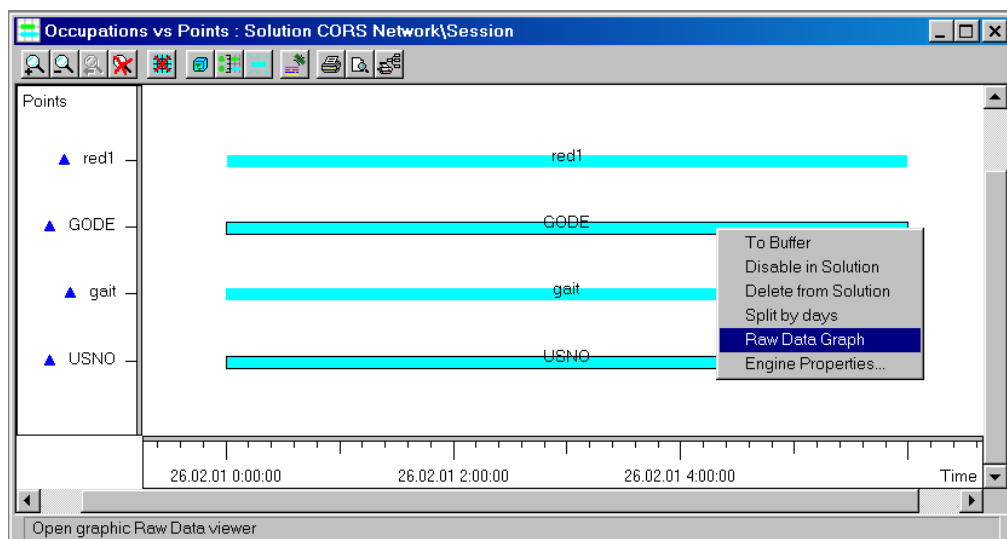 Occupations vs Points : Solution CORS Network\Session
Points
red1
red1
GODE
GODE
To Buffer
Disable in Solution
gait
gait
Delete from Solution
Split by days
Raw Data Graph
USNO
USNO
Engine Properties...
26.02.01 0:00:00
26.02.01 2:00:00
26.02.01 4:00:00
Time
Open graphic Raw Data viewer